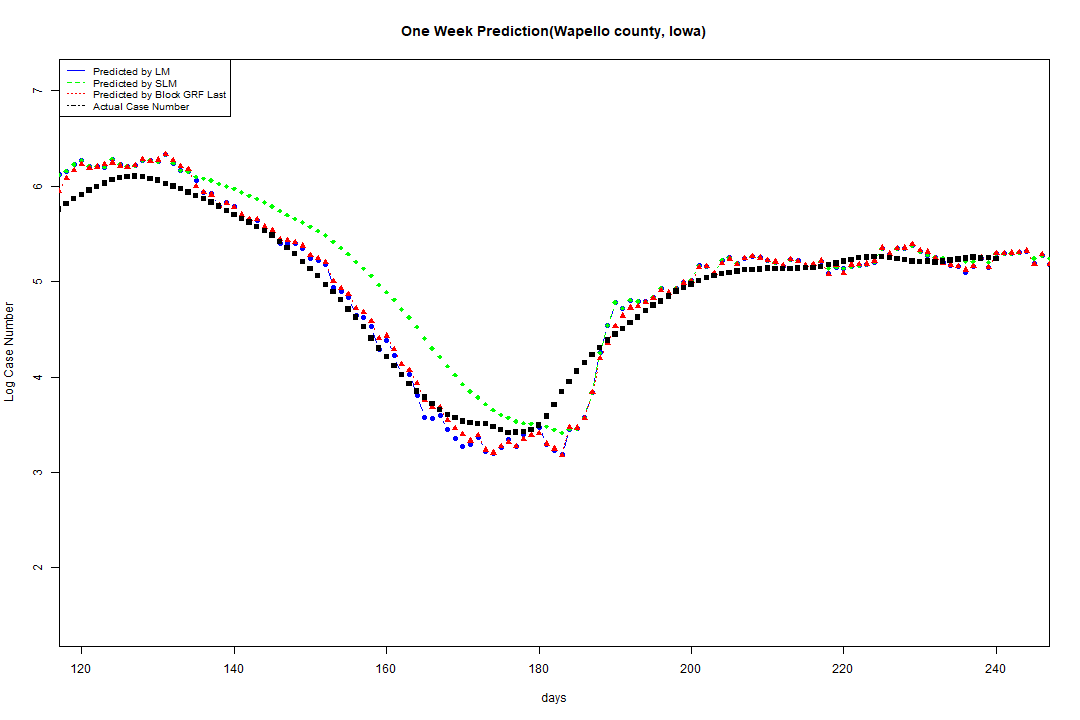 One Week Prediction(Wapello county, Iowa)
Predicted by LM
Predicted by SLM
Predicted by Block GRF Last
Actual Case Number
7
6
5
4
3
2
Log Case Number
120 140 160 180 200 220 240
days